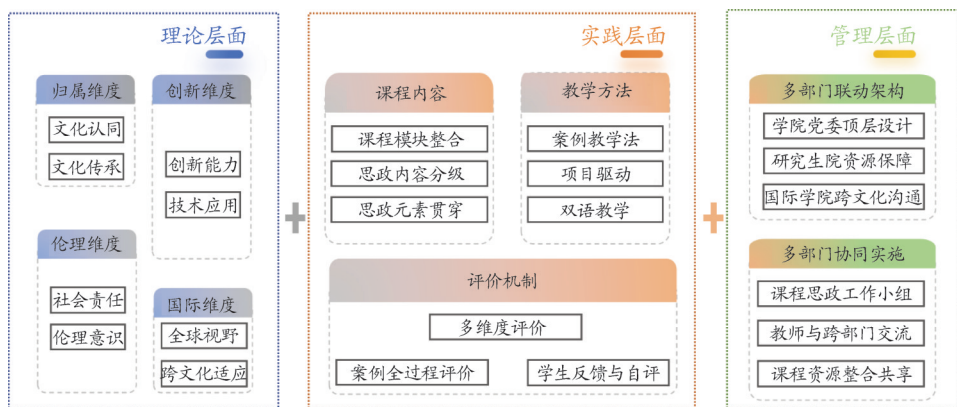 理论层面
归属维度
文化认同
文化传承
创新维度
创新能力
技术应用
伦理维度
社会责任
伦理意识
国际维度
全球视野
跨文化适应
+
实践层面
课程内容
课程模块整合
思政内容分级
思政元素贯穿
教学方法
案例教学法
项目驱动
双语教学
评价机制
多维度评价
案例全过程评价
学生反馈与自评
+
管理层面
多部门联动架构
学院党委顶层设计
研究生院资源保障
国际学院跨文化沟通
多部门协同实施
课程思政工作小组
教师与跨部门交流
课程资源整合共享